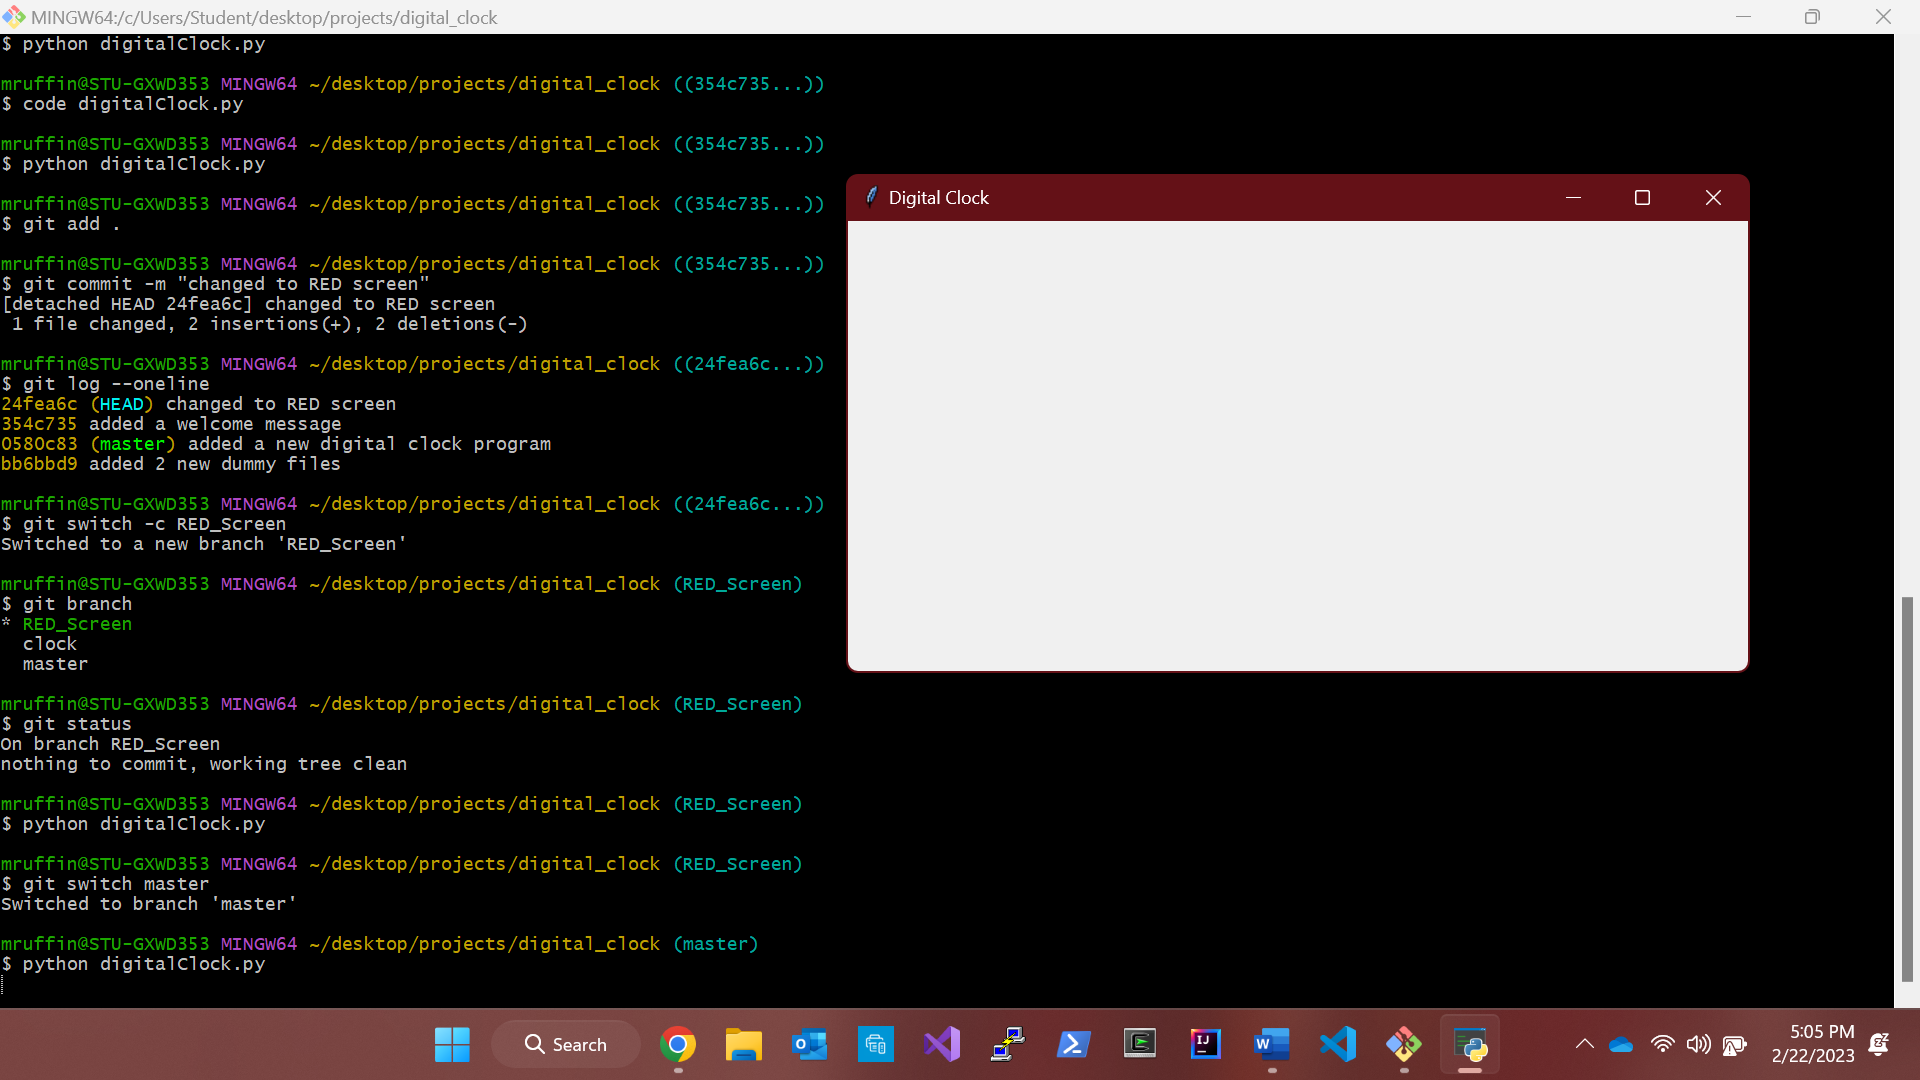 MINGW64:/c/Users/Student/desktop/projects/digital_clock
$ python digitalClock.py
mruffin@STU-GXWD353 MINGW64 ~/desktop/projects/digital_clock ((354c735...))
$ code digitalClock.py
mruffin@STU-GXWD353 MINGW64 ~/desktop/projects/digital_clock ((354c735...))
$ python digitalClock.py
mruffin@STU-GXWD353 MINGW64 ~/desktop/projects/digital_clock ((354c735...))
$ git add .
mruffin@STU-GXWD353 MINGW64 ~/desktop/projects/digital_clock ((354c735...))
$ git commit -m "changed to RED screen"
[detached HEAD 24fea6c] changed to RED screen
1 file changed, 2 insertions(+), 2 deletions(-)
mruffin@STU-GXWD353 MINGW64 ~/desktop/projects/digital_clock ((24fea6c...))
$ git log --oneline
24fea6c (HEAD) changed to RED screen
354c735 added a welcome message
0580c83 (master) added a new digital clock program
bb6bbd9 added 2 new dummy files
mruffin@STU-GXWD353 MINGW64 ~/desktop/projects/digital_clock ((24fea6c...))
$ git switch -c RED_Screen
Switched to a new branch 'RED_Screen'
mruffin@STU-GXWD353 MINGW64 ~/desktop/projects/digital_clock (RED_Screen)
$ git branch
* RED_Screen
clock
master
mruffin@STU-GXWD353 MINGW64 ~/desktop/projects/digital_clock (RED_Screen)
$ git status
On branch RED_Screen
nothing to commit, working tree clean
mruffin@STU-GXWD353 MINGW64 ~/desktop/projects/digital_clock (RED_Screen)
$ python digitalClock.py
mruffin@STU-GXWD353 MINGW64 ~/desktop/projects/digital_clock (RED_Screen)
$ git switch master
Switched to branch 'master'
mruffin@STU-GXWD353 MINGW64 ~/desktop/projects/digital_clock (master)
$ python digitalClock.py
Digital Clock
Search
5:05 PM
2/22/2023